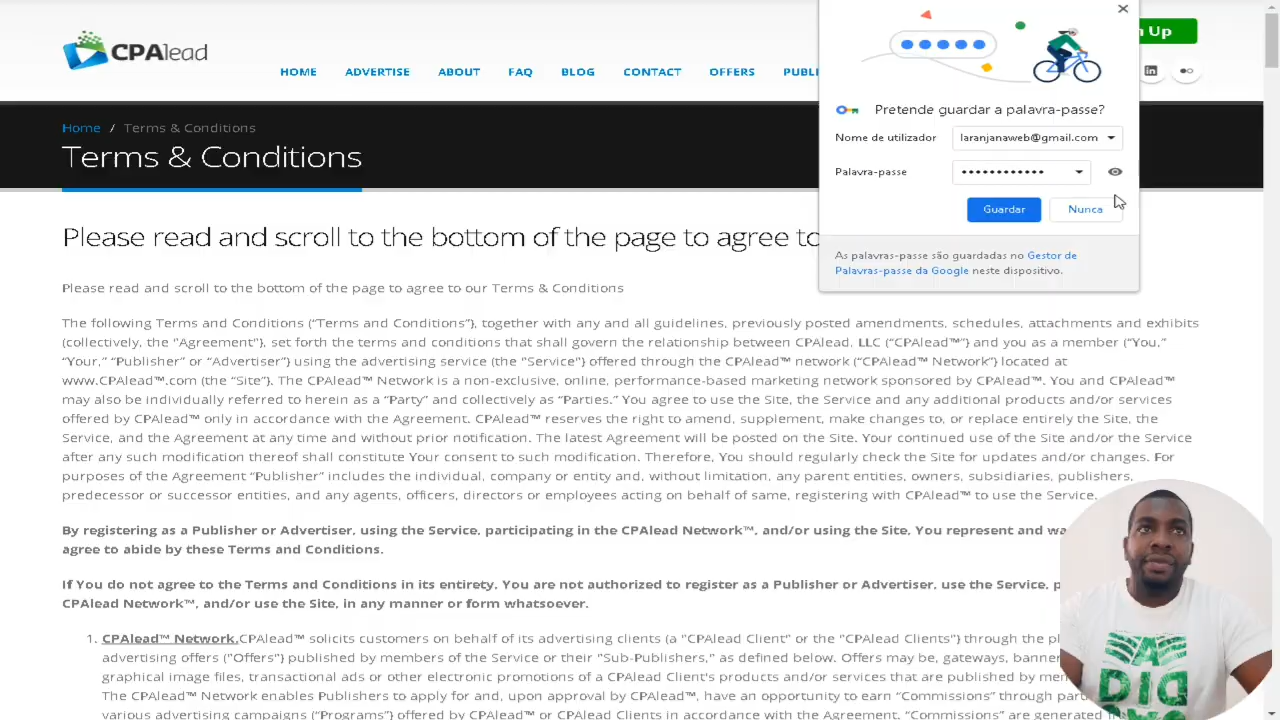 CPAlead
HOME
ADVERTISE
ABOUT
FAQ
BLOG
CONTACT
OFFERS
PUBLI
Up
Home / Terms & Conditions
Terms & Conditions
Pretende guardar a palavra-passe?
Nome de utilizador
laranjanaweb@gmail.com
Palavra-passe
••••••••••••
Guardar
Nunca
As palavras-passe são guardadas no Gestor de
Palavras-passe da Google neste dispositivo.
Please read and scroll to the bottom of the page to agree to
Please read and scroll to the bottom of the page to agree to our Terms & Conditions
The following Terms and Conditions ("Terms and Conditions"), together with any and all guidelines, previously posted amendments, schedules, attachments and exhibits
(collectively, the "Agreement"), set forth the terms and conditions that shall govern the relationship between CPAlead, LLC ("CPAlead™") and you as a member ("You,"
"Your," "Publisher" or "Advertiser") using the advertising service (the "Service") offered through the CPAlead™ network ("CPAlead™ Network") located at
www.CPAlead™.com (the "Site"). The CPAlead™ Network is a non-exclusive, online, performance-based marketing network sponsored by CPAlead™. You and CPAlead™
may also be individually referred to herein as a "Party" and collectively as "Parties." You agree to use the Site, the Service and any additional products and/or services
offered by CPAlead™ only in accordance with the Agreement. CPAlead™ reserves the right to amend, supplement, make changes to, or replace entirely the Site, the
Service, and the Agreement at any time and without prior notification. The latest Agreement will be posted on the Site. Your continued use of the Site and/or the Service
after any such modification thereof shall constitute Your consent to such modification. Therefore, You should regularly check the Site for updates and/or changes. For
purposes of the Agreement "Publisher" includes the individual, company or entity and, without limitation, any parent entities, owners, subsidiaries, publishers,
predecessor or successor entities, and any agents, officers, directors or employees acting on behalf of same, registering with CPAlead™ to use the Service.
By registering as a Publisher or Advertiser, using the Service, participating in the CPAlead Network™, and/or using the Site, You represent and wa
agree to abide by these Terms and Conditions.
If You do not agree to the Terms and Conditions in its entirety, You are not authorized to register as a Publisher or Advertiser, use the Service, p
CPAlead Network™, and/or use the Site, in any manner or form whatsoever.
1. CPAlead™ Network. CPAlead™ solicits customers on behalf of its advertising clients (a "CPAlead Client" or the "CPAlead Clients") through the pl
advertising offers ("Offers") published by members of the Service or their "Sub-Publishers," as defined below. Offers may be, gateways, banner
graphical image files, transactional ads or other electronic promotions of a CPAlead Client's products and/or services that are published by mem
The CPAlead™ Network enables Publishers to apply for and, upon approval by CPAlead™, have an opportunity to earn "Commissions" through part
various advertising campaigns ("Programs") offered by CPAlead™ or CPAlead Clients in accordance with the Agreement. "Commissions" are generated